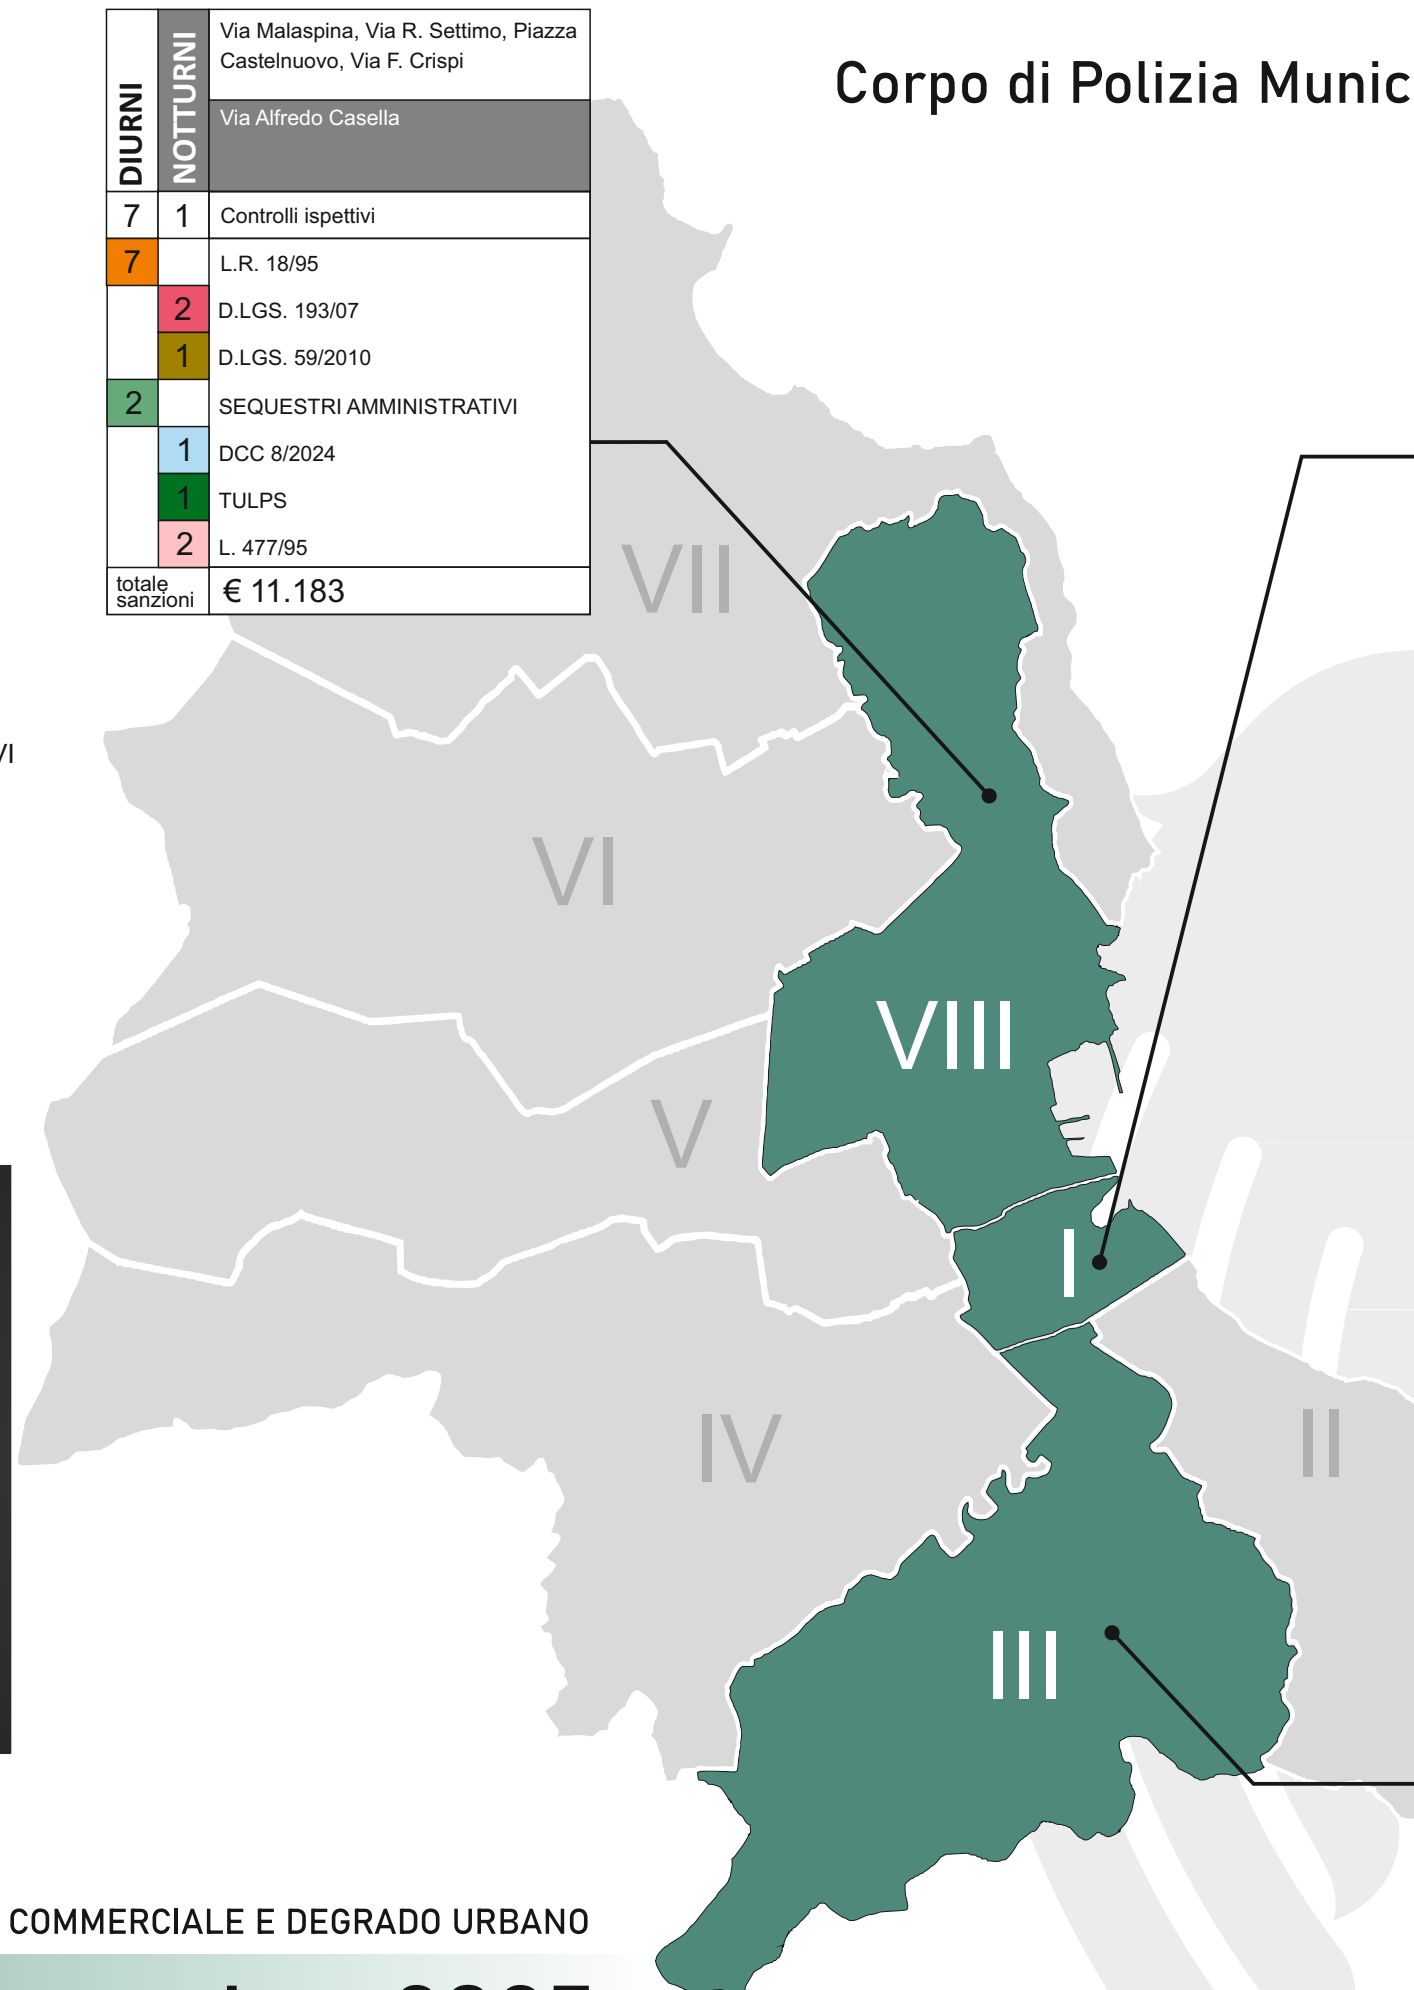 Corpo di Polizia Munic
DIURNI
NOTTURNI
Via Malaspina, Via R. Settimo, Piazza
Castelnuovo, Via F. Crispi
Via Alfredo Casella
7 1 Controlli ispettivi
7 L.R. 18/95
2 D.LGS. 193/07
1 D.LGS. 59/2010
2 SEQUESTRI AMMINISTRATIVI
1 DCC 8/2024
1 TULPS
2 L. 477/95
totale
sanzioni
€ 11.183
VII
VI
VI
VIII
V
I
IV
II
III
COMMERCIALE E DEGRADO URBANO